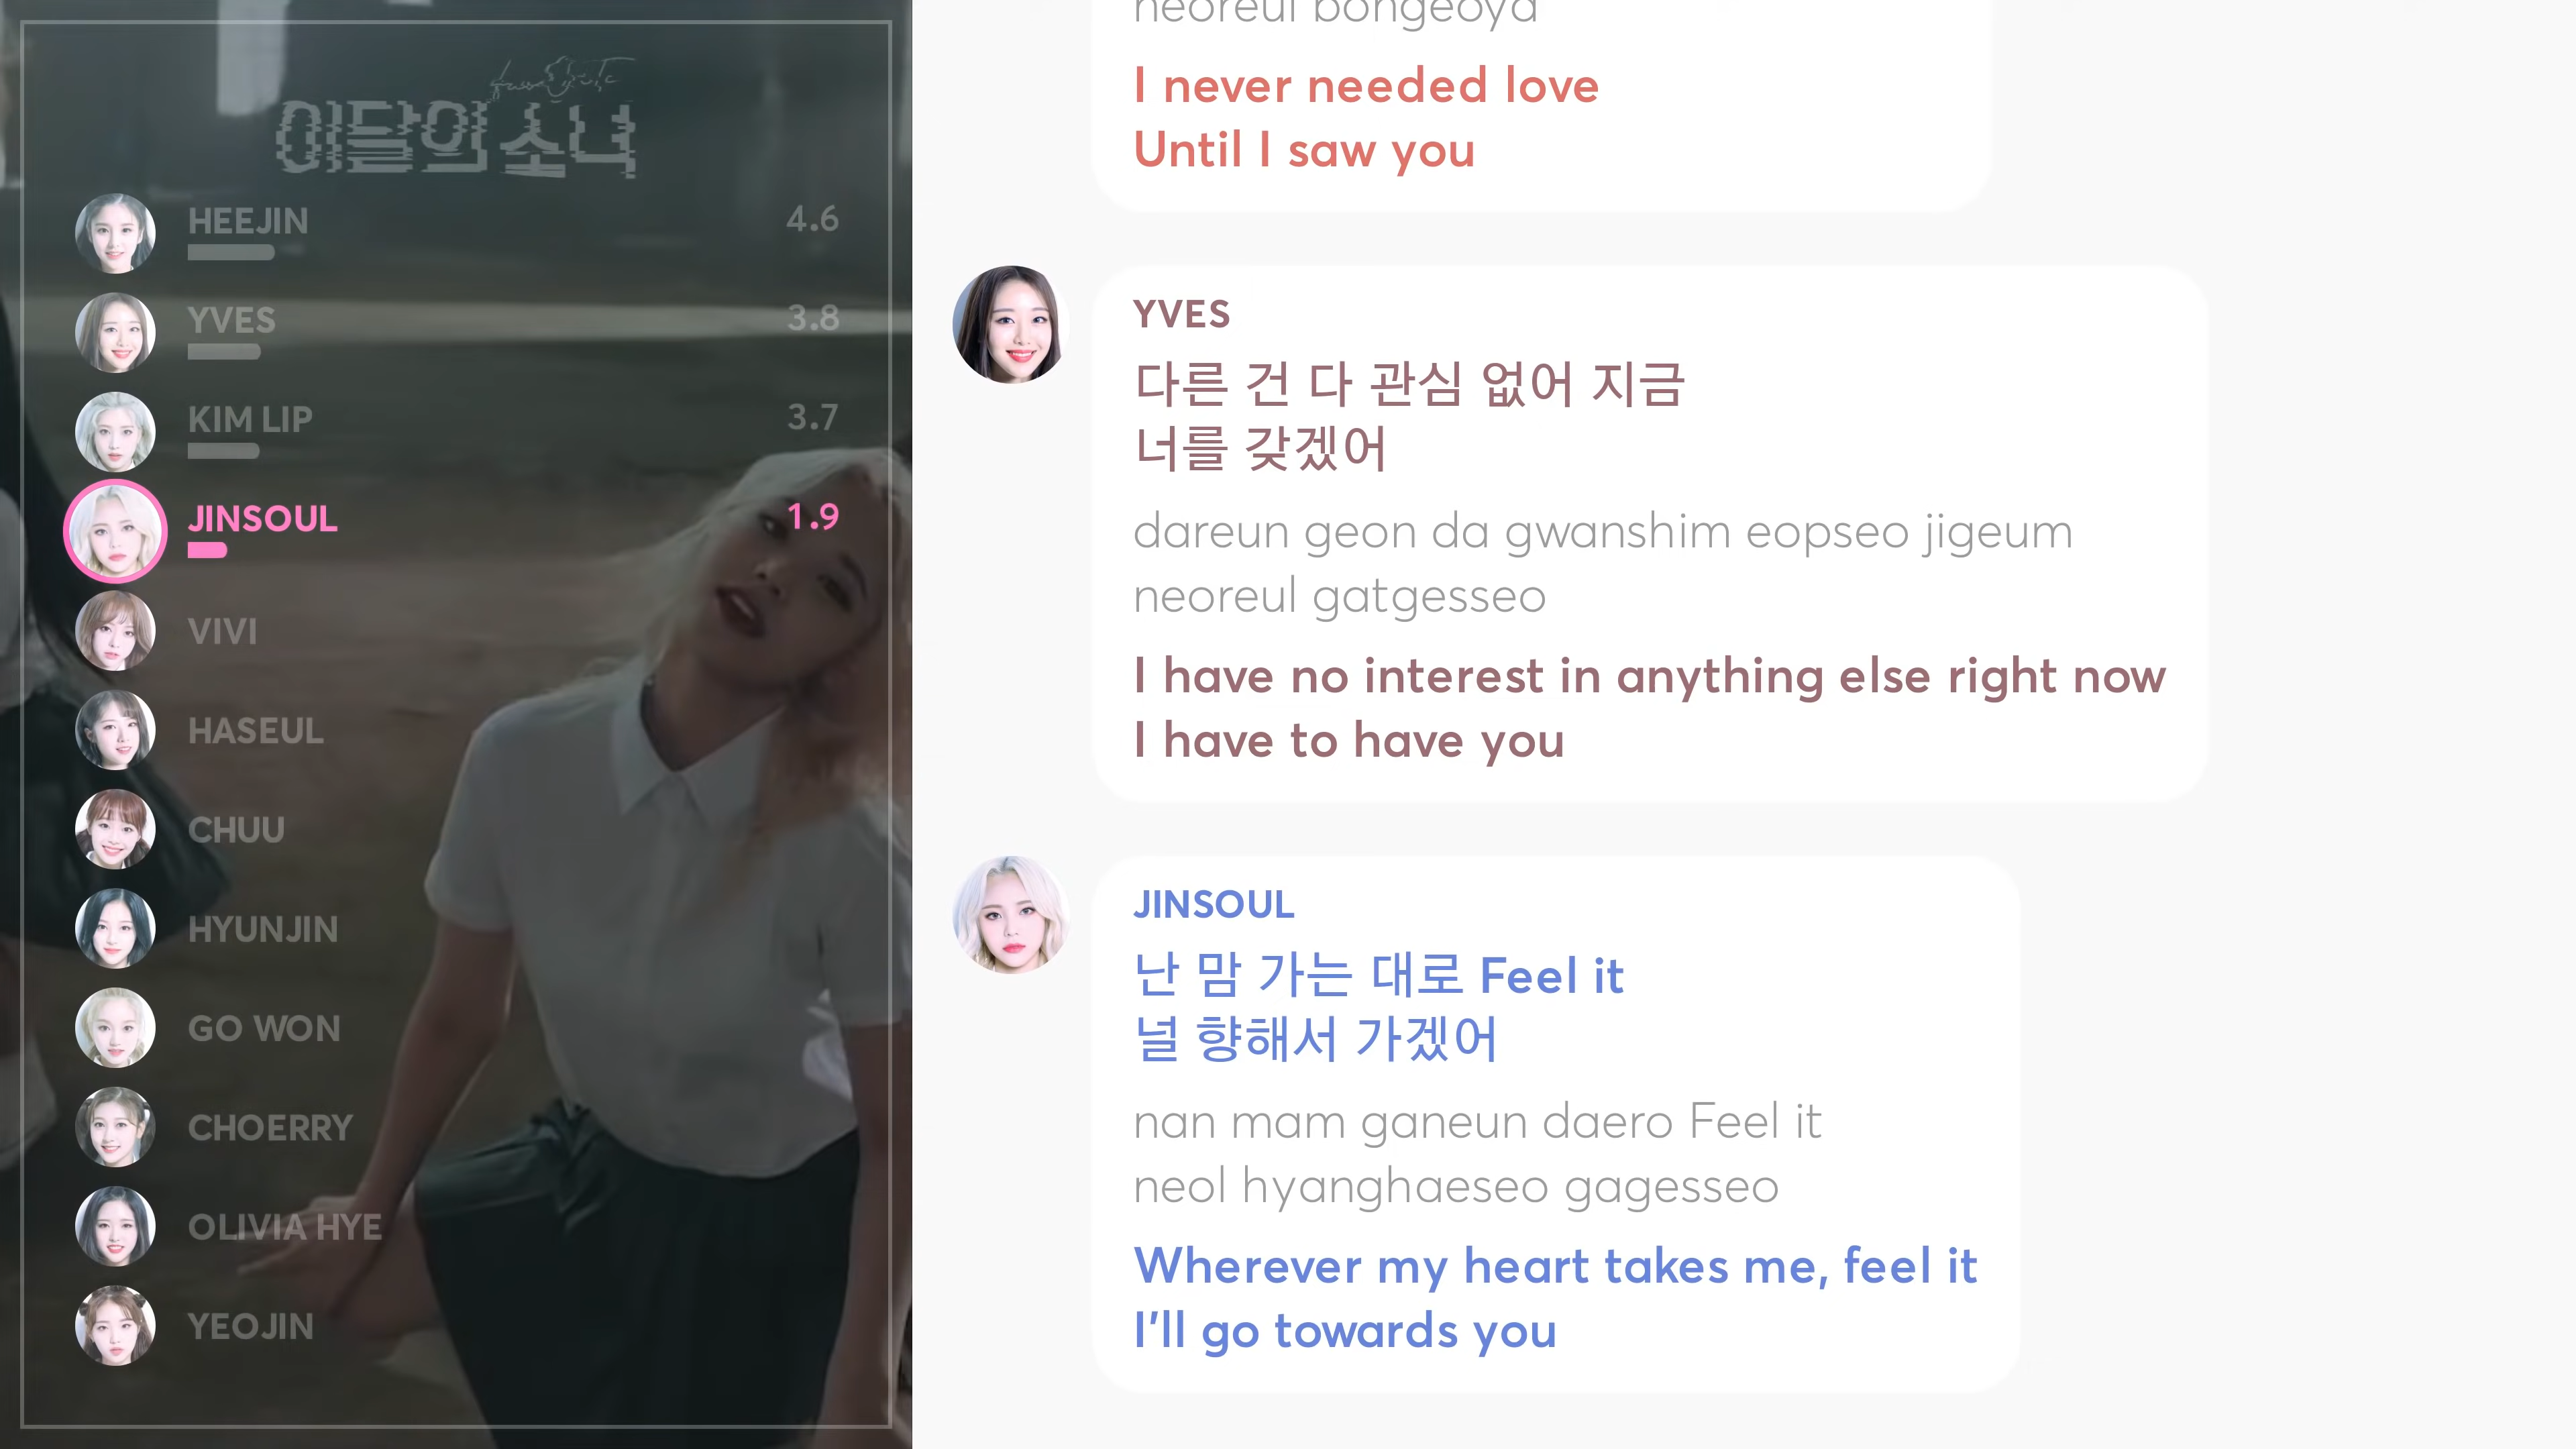 이달의 소녀
HEEJIN 4.6
YVES 3.8
KIM LIP 3.7
JINSOUL 1.9
VIVI
HASEUL
CHUU
HYUNJIN
GO WON
CHOERRY
OLIVIA HYE
YEOJIN
neoreul bongeoya
I never needed love
Until I saw you
YVES
다른 건 다 관심 없어 지금
너를 갖겠어
dareun geon da gwanshim eopseo jigeum
neoreul gatgesseo
I have no interest in anything else right now
I have to have you
JINSOUL
난 맘 가는 대로 Feel it
널 향해서 가겠어
nan mam ganeun daero Feel it
neol hyanghaeseo gagesseo
Wherever my heart takes me, feel it
I'll go towards you